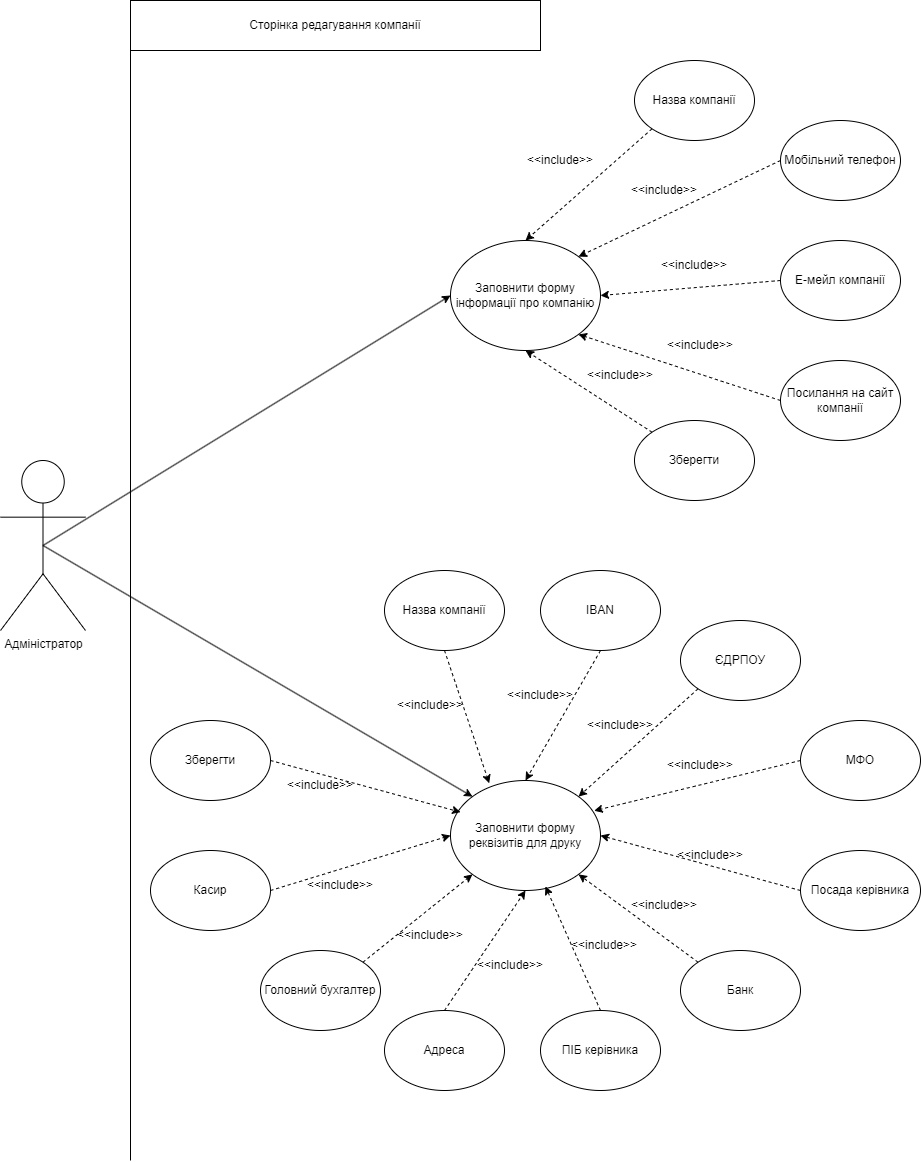 Сторінка редагування компанії
Назва компанії
<<include>>
Мобільний телефон
<<include>>
<<include>>
Е-мейл компанії
Заповнити форму
інформації про компанію
<<include>>
<<include>>
Посилання на сайт
компанії
Зберегти
Адміністратор
Назва компанії
IBAN
ЄДРПОУ
<<include>>
<<include>>
<<include>>
Зберегти
<<include>>
<<include>>
МФО
Заповнити форму
реквізитів для друку
<<include>>
Касир
<<include>>
Посада керівника
<<include>>
<<include>>
<<include>>
<<include>>
Головний бухгалтер
Банк
Адреса
ПІБ керівника